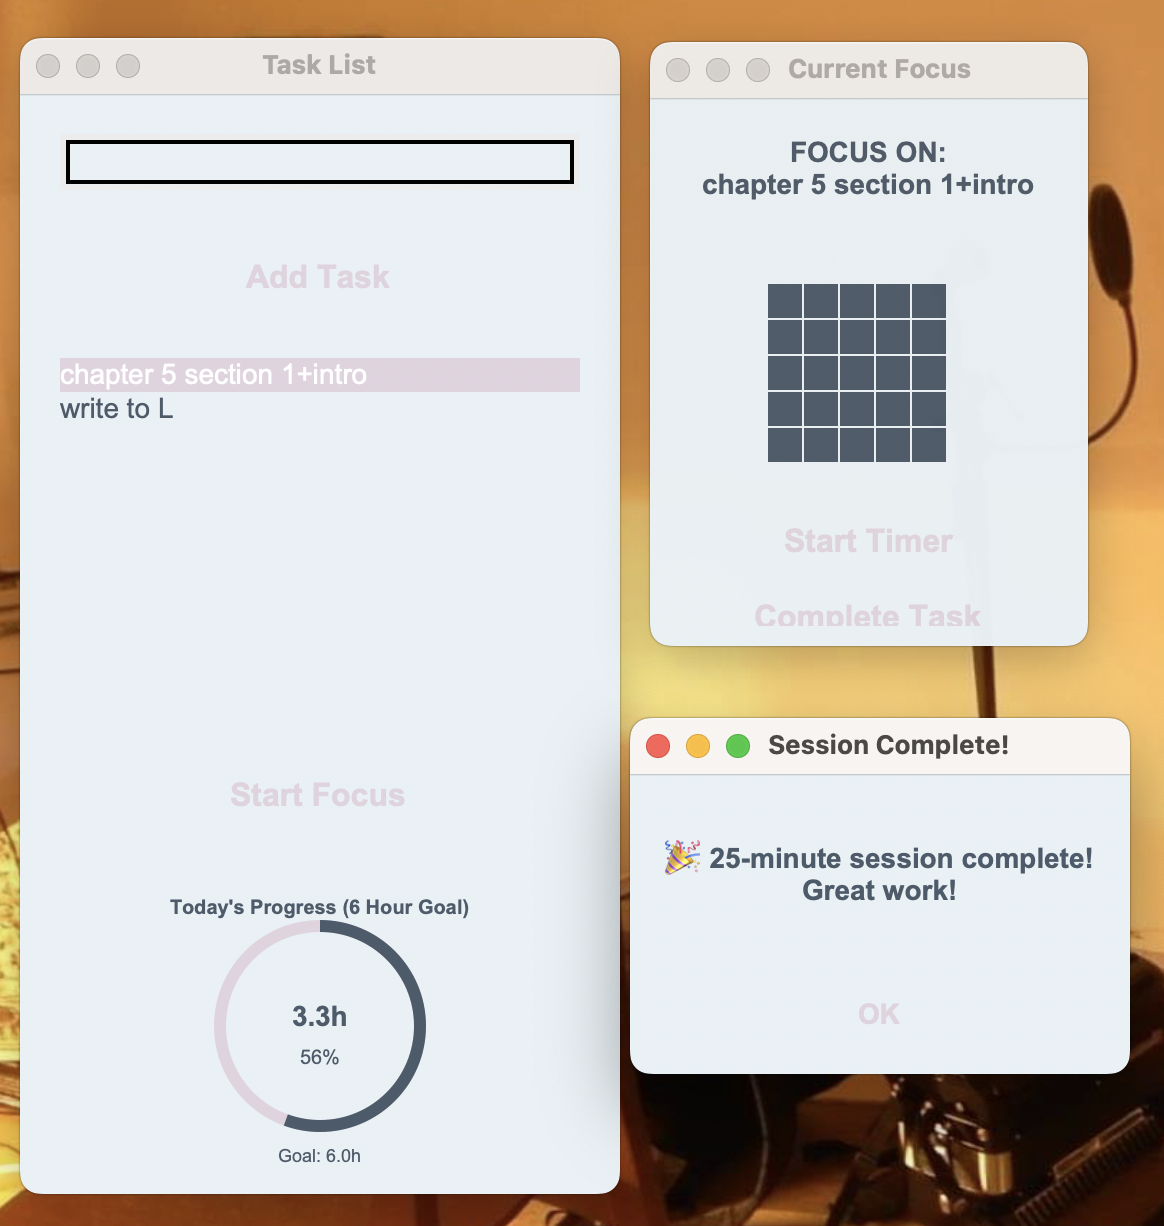 Task List
Add Task
chapter 5 section 1+intro
write to L
Start Focus
Today's Progress (6 Hour Goal)
3.3h
56%
Goal: 6.0h
Current Focus
FOCUS ON:
chapter 5 section 1+intro
Start Timer
Complete Task
Session Complete!
🎉 25-minute session complete!
Great work!
OK